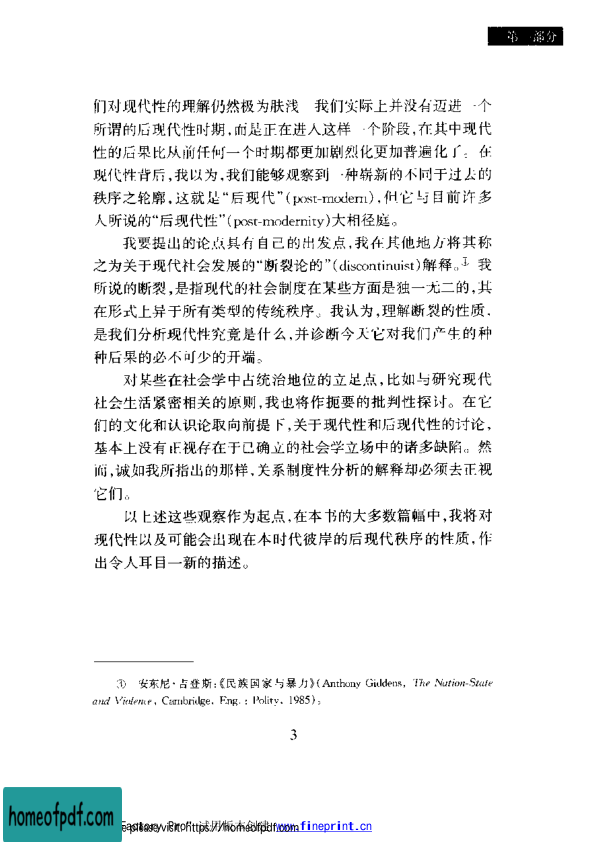 第一部分
们对现代性的理解仍然极为肤浅 我们实际上并没有迈进一个
所谓的后现代性时期,而是正在进人这样一个阶段,在其中现代
性的后果比从前任何一个时期都更加剧烈化更加普遍化了。在
现代性背后,我以为,我们能够观察到一种崭新的不同于过去的
秩序之轮廓,这就是“后现代”(post-modern),但它与目前许多
人所说的“后现代性”(post-modernity)大相径庭。
我要提出的论点具有自己的出发点,我在其他地方将其称
之为关于现代社会发展的“断裂论的”(discontinuist)解释。① 我
所说的断裂,是指现代的社会制度在某些方面是独一无二的,其
在形式上异于所有类型的传统秩序。我认为,理解断裂的性质,
是我们分析现代性究竟是什么,并诊断今天它对我们产生的种
种后果的必不可少的开端。
对某些在社会学中占统治地位的立足点,比如与研究现代
社会生活紧密相关的原则,我也将作扼要的批判性探讨。在它
们的文化和认识论取向前提下,关于现代性和后现代性的讨论,
基本上没有正视存在于已确立的社会学立场中的诸多缺陷。然
而,诚如我所指出的那样,关系制度性分析的解释却必须去正视
它们。
以上述这些观察作为起点,在本书的大多数篇幅中,我将对
现代性以及可能会出现在本时代彼岸的后现代秩序的性质,作
出令人耳目一新的描述。
① 安东尼·吉登斯:《民族国家与暴力》(Anthony Giddens, The Nation-State
and Violence, Cambridge, Eng.: Polity, 1985)。
3
homeofpdf.com
Factory Pro" 试用版本创建 www.fineprint.cn
please visit: https://homeofpdf.com